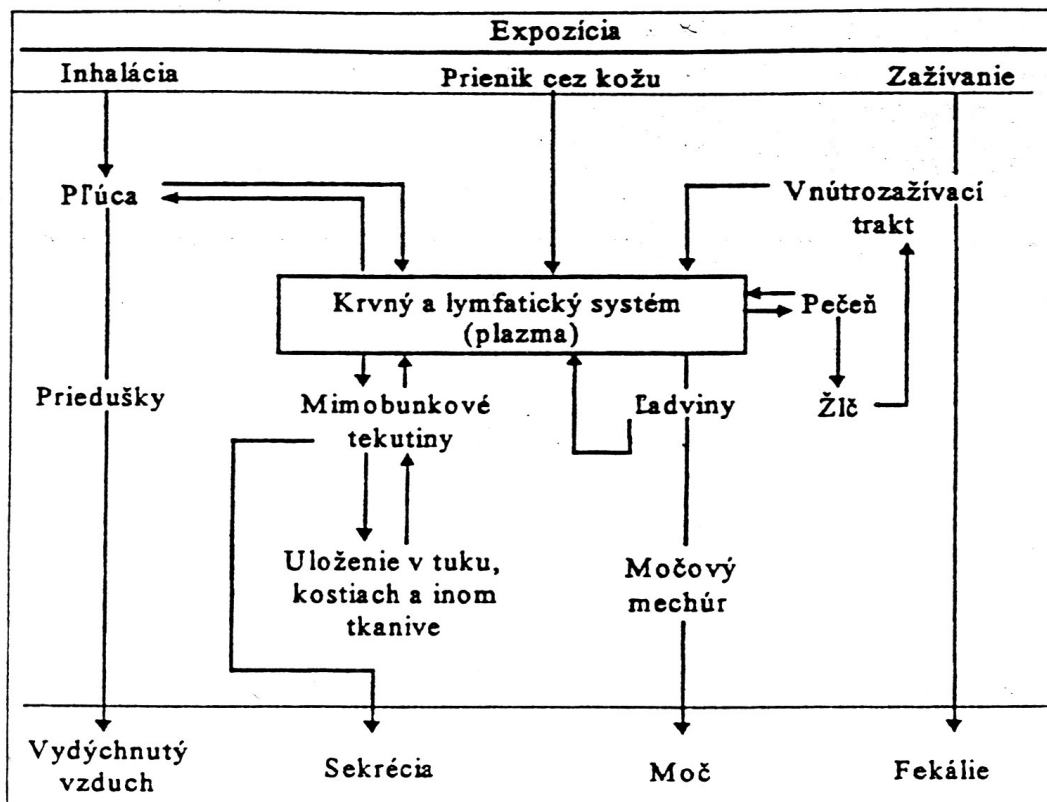 Expozícia
Inhalácia
Prienik cez kožu
Zažívanie
Pľúca
Vnútrozažívací
trakt
Krvný a lymfatický systém
(plazma)
Pečeň
Priedušky
Mimobunkové
tekutiny
Ľadviny
Žlč
Uloženie v tuku,
kostiach a inom
tkanive
Močový
mechúr
Vydýchnutý
vzduch
Sekrécia
Moč
Fekálie